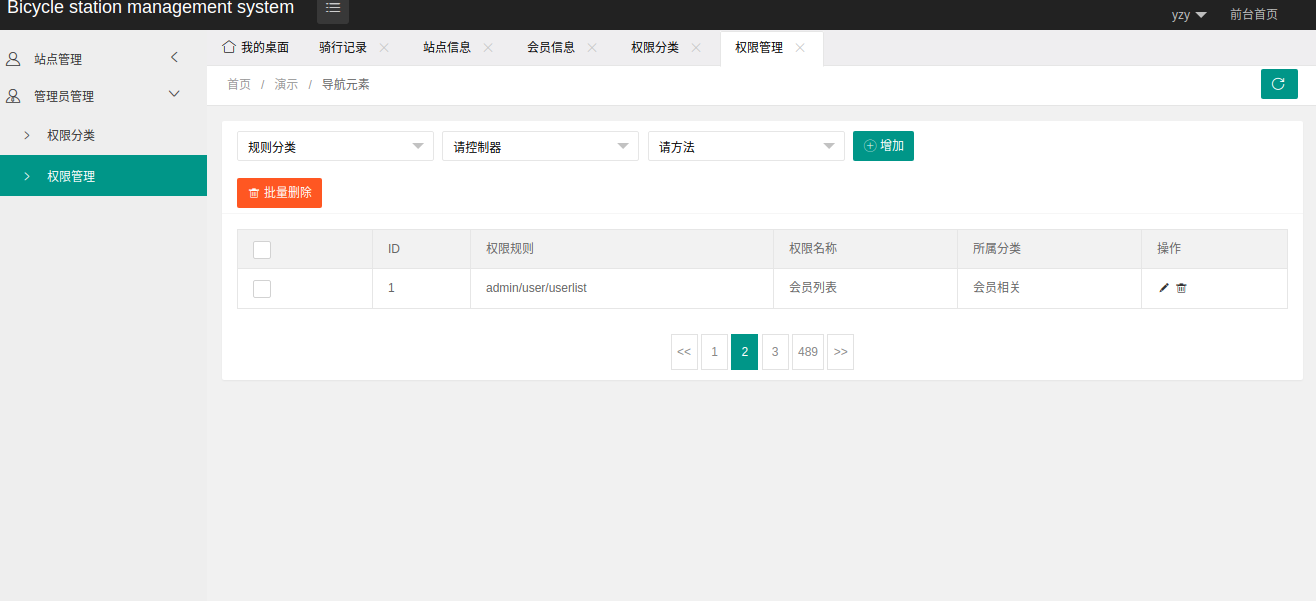 Bicycle station management system
yzy
前台首页
站点管理
管理员管理
权限分类
权限管理
我的桌面 骑行记录 站点信息 会员信息 权限分类 权限管理
首页 / 演示 / 导航元素
规则分类 请控制器 请方法 增加
批量删除
ID 权限规则 权限名称 所属分类 操作
1 admin/user/userlist 会员列表 会员相关
<< 1 2 3 489 >>